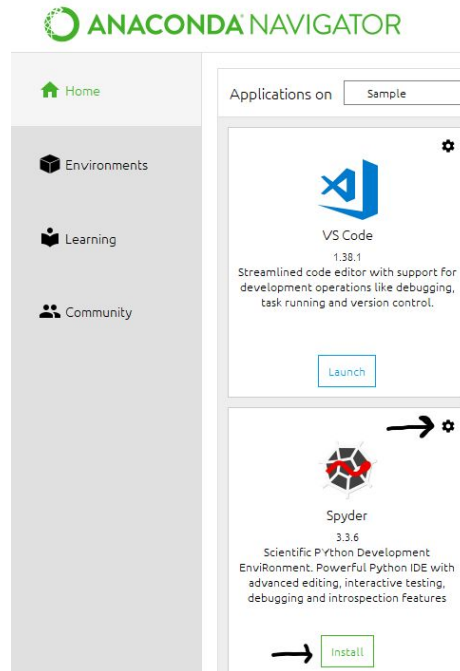 ANACONDA NAVIGATOR
Home
Environments
Learning
Community
Applications on
Sample
VS Code
1.38.1
Streamlined code editor with support for
development operations like debugging,
task running and version control.
Launch
Spyder
3.3.6
Scientific PYthon Development
EnviRonment. Powerful Python IDE with
advanced editing, interactive testing,
debugging and introspection features
Install